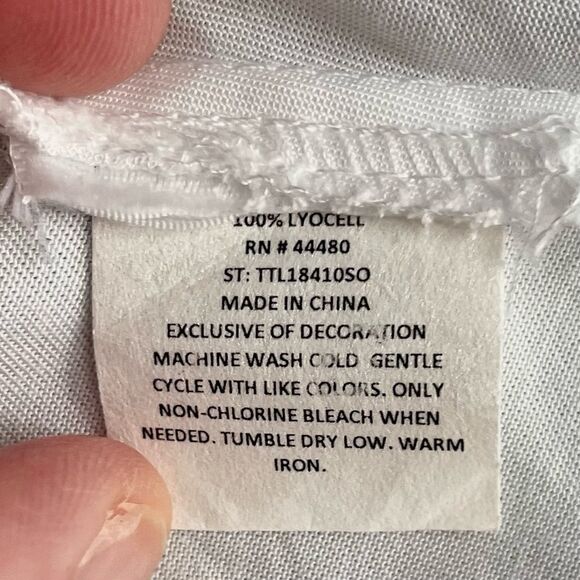 100% LYOCELL
RN # 44480
ST: TTL18410SO
MADE IN CHINA
EXCLUSIVE OF DECORATION
MACHINE WASH COLD GENTLE
CYCLE WITH LIKE COLORS. ONLY
NON-CHLORINE BLEACH WHEN
NEEDED. TUMBLE DRY LOW. WARM
IRON.